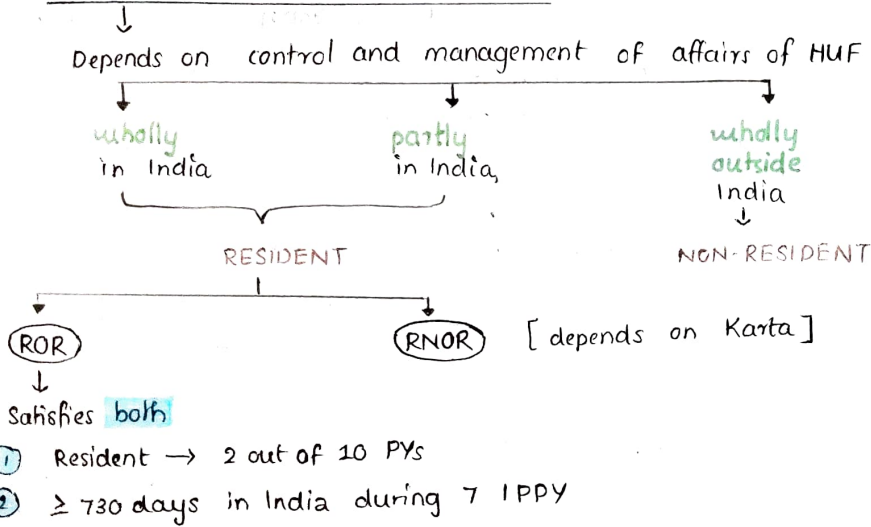 Depends on control and management of affairs of HUF
wholly partly wholly
in India in India, outside
India
RESIDENT NON-RESIDENT
ROR RNOR [depends on Karta]
Satisfies both
1 Resident → 2 out of 10 PYs
2 ≥ 730 days in India during 7 IPPY